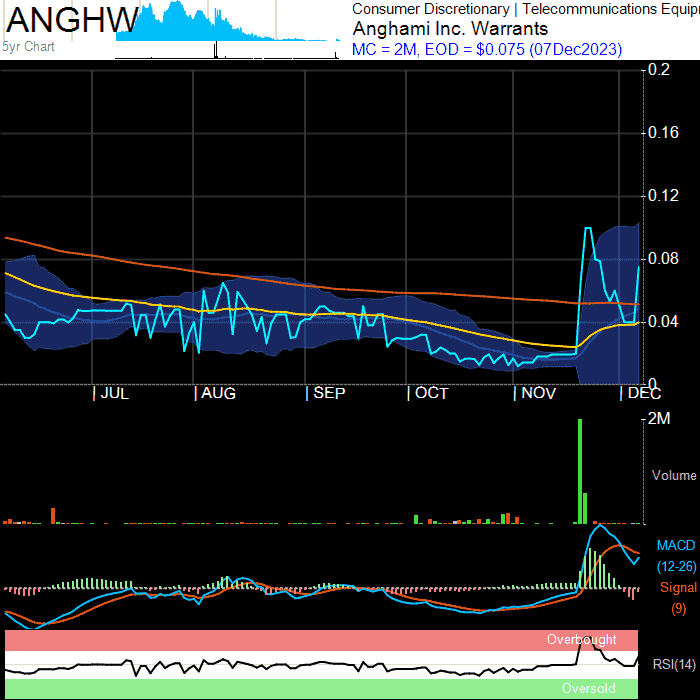 ANGHW
5yr Chart
Consumer Discretionary | Telecommunications Equip
Anghami Inc. Warrants
MC = 2M, EOD = $0.075 (07Dec2023)
0.2
0.16
0.12
0.08
0.04
0
| JUL | AUG | SEP | OCT | NOV | DEC
2M
Volume
MACD
(12-26)
Signal
(9)
Overbought
RSI(14)
Oversold